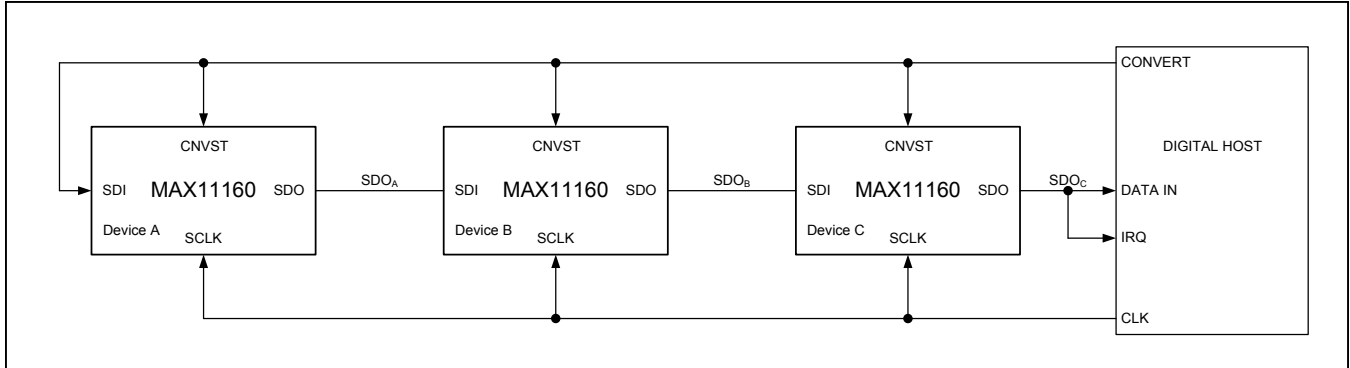 CONVERT
CNVST CNVST CNVST
DIGITAL HOST
SDI MAX11160 SDO SDOA SDI MAX11160 SDO SDOB SDI MAX11160 SDO SDOC DATA IN
Device A Device B Device C
SCLK SCLK SCLK
IRQ
CLK